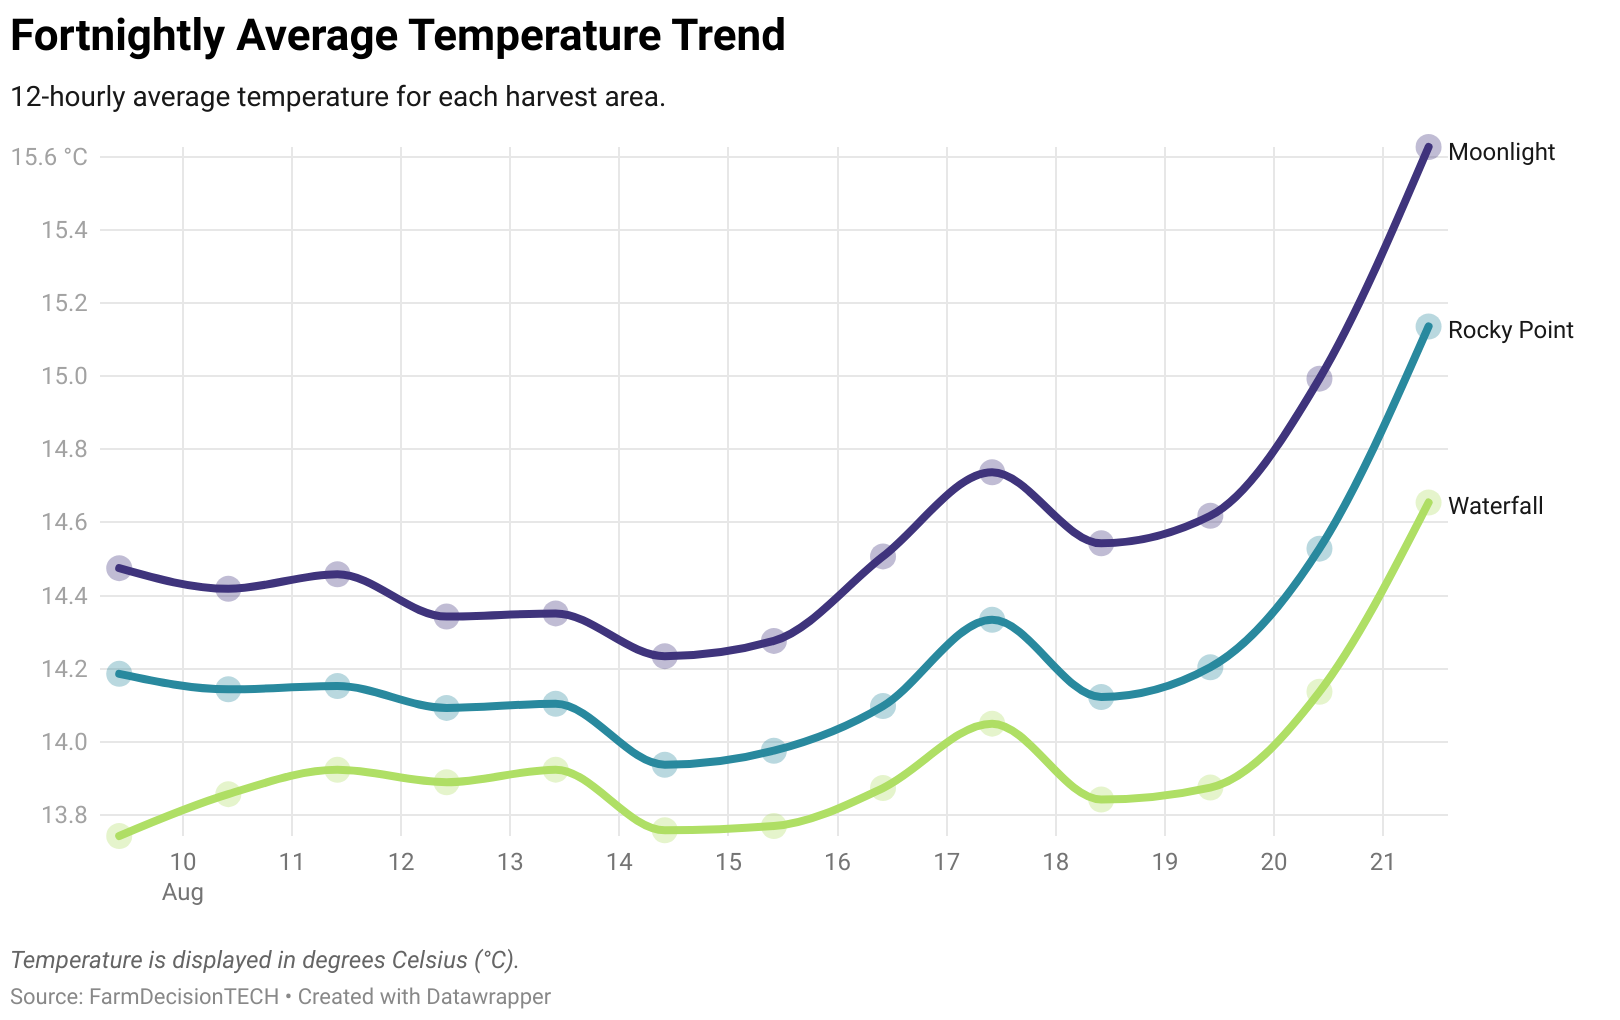 Fortnightly Average Temperature Trend
12-hourly average temperature for each harvest area.
15.6 °C
Moonlight
15.4
15.2
Rocky Point
15.0
14.8
14.6
Waterfall
14.4
14.2
14.0
13.8
10 11 12 13 14 15 16 17 18 19 20 21
Aug
Temperature is displayed in degrees Celsius (°C).
Source: FarmDecisionTECH • Created with Datawrapper